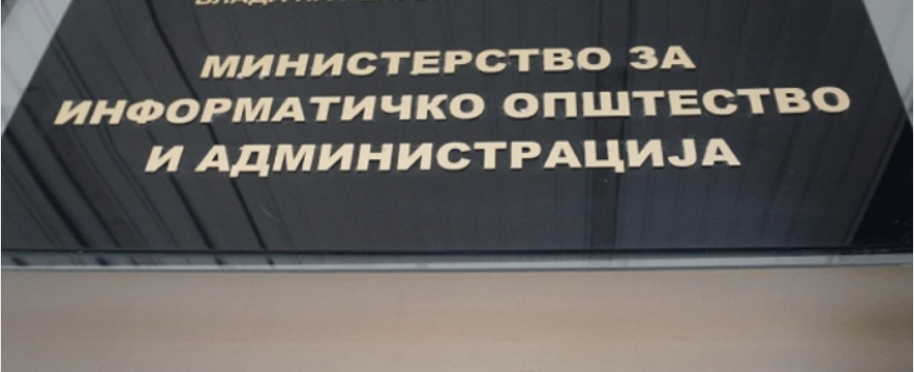 МИНИСТЕРСТВО ЗА
ИНФОРМАТИЧКО ОПШТЕСТВО
И АДМИНИСТРАЦИЈА